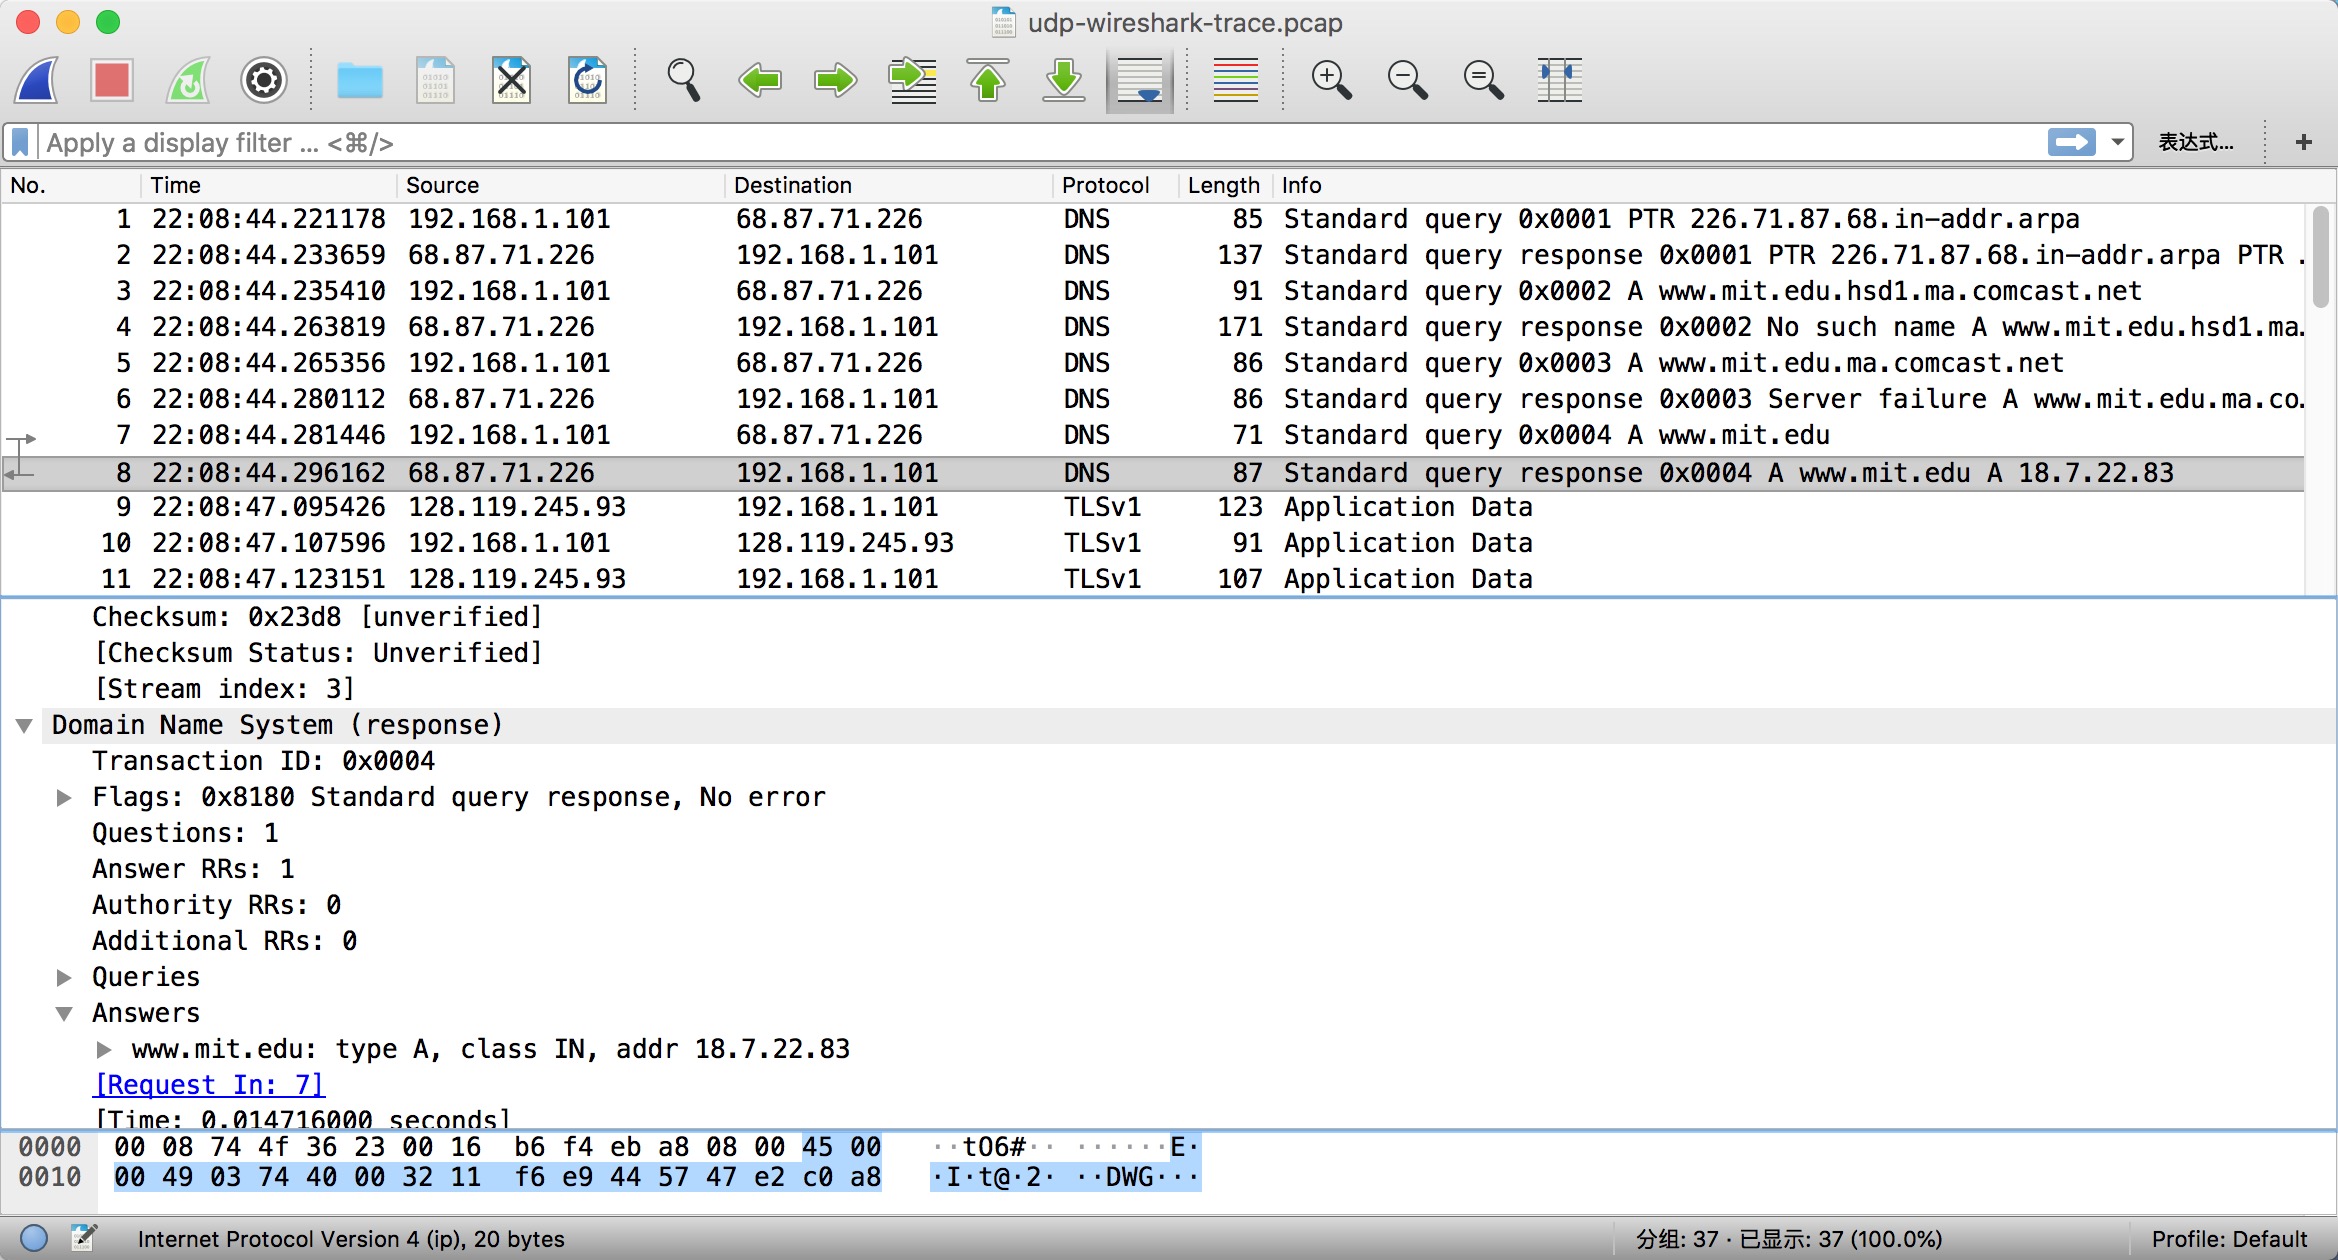 udp-wireshark-trace.pcap
Apply a display filter ... <⌘/>
表达式...
+
No. Time Source Destination Protocol Length Info
1 22:08:44.221178 192.168.1.101 68.87.71.226 DNS 85 Standard query 0x0001 PTR 226.71.87.68.in-addr.arpa
2 22:08:44.233659 68.87.71.226 192.168.1.101 DNS 137 Standard query response 0x0001 PTR 226.71.87.68.in-addr.arpa PTR .
3 22:08:44.235410 192.168.1.101 68.87.71.226 DNS 91 Standard query 0x0002 A www.mit.edu.hsd1.ma.comcast.net
4 22:08:44.263819 68.87.71.226 192.168.1.101 DNS 171 Standard query response 0x0002 No such name A www.mit.edu.hsd1.ma.
5 22:08:44.265356 192.168.1.101 68.87.71.226 DNS 86 Standard query 0x0003 A www.mit.edu.ma.comcast.net
6 22:08:44.280112 68.87.71.226 192.168.1.101 DNS 86 Standard query response 0x0003 Server failure A www.mit.edu.ma.co.
7 22:08:44.281446 192.168.1.101 68.87.71.226 DNS 71 Standard query 0x0004 A www.mit.edu
8 22:08:44.296162 68.87.71.226 192.168.1.101 DNS 87 Standard query response 0x0004 A www.mit.edu A 18.7.22.83
9 22:08:47.095426 128.119.245.93 192.168.1.101 TLSv1 123 Application Data
10 22:08:47.107596 192.168.1.101 128.119.245.93 TLSv1 91 Application Data
11 22:08:47.123151 128.119.245.93 192.168.1.101 TLSv1 107 Application Data
Checksum: 0x23d8 [unverified]
[Checksum Status: Unverified]
[Stream index: 3]
Domain Name System (response)
Transaction ID: 0x0004
Flags: 0x8180 Standard query response, No error
Questions: 1
Answer RRs: 1
Authority RRs: 0
Additional RRs: 0
Queries
Answers
www.mit.edu: type A, class IN, addr 18.7.22.83
[Request In: 7]
[Time: 0.014716000 seconds]
0000 00 08 74 4f 36 23 00 16 b6 f4 eb a8 08 00 45 00 ··tO6#·· ······E·
0010 00 49 03 74 40 00 32 11 f6 e9 44 57 47 e2 c0 a8 ·I·t@·2· ··DWG···
Internet Protocol Version 4 (ip), 20 bytes
分组: 37 · 已显示: 37 (100.0%)
Profile: Default